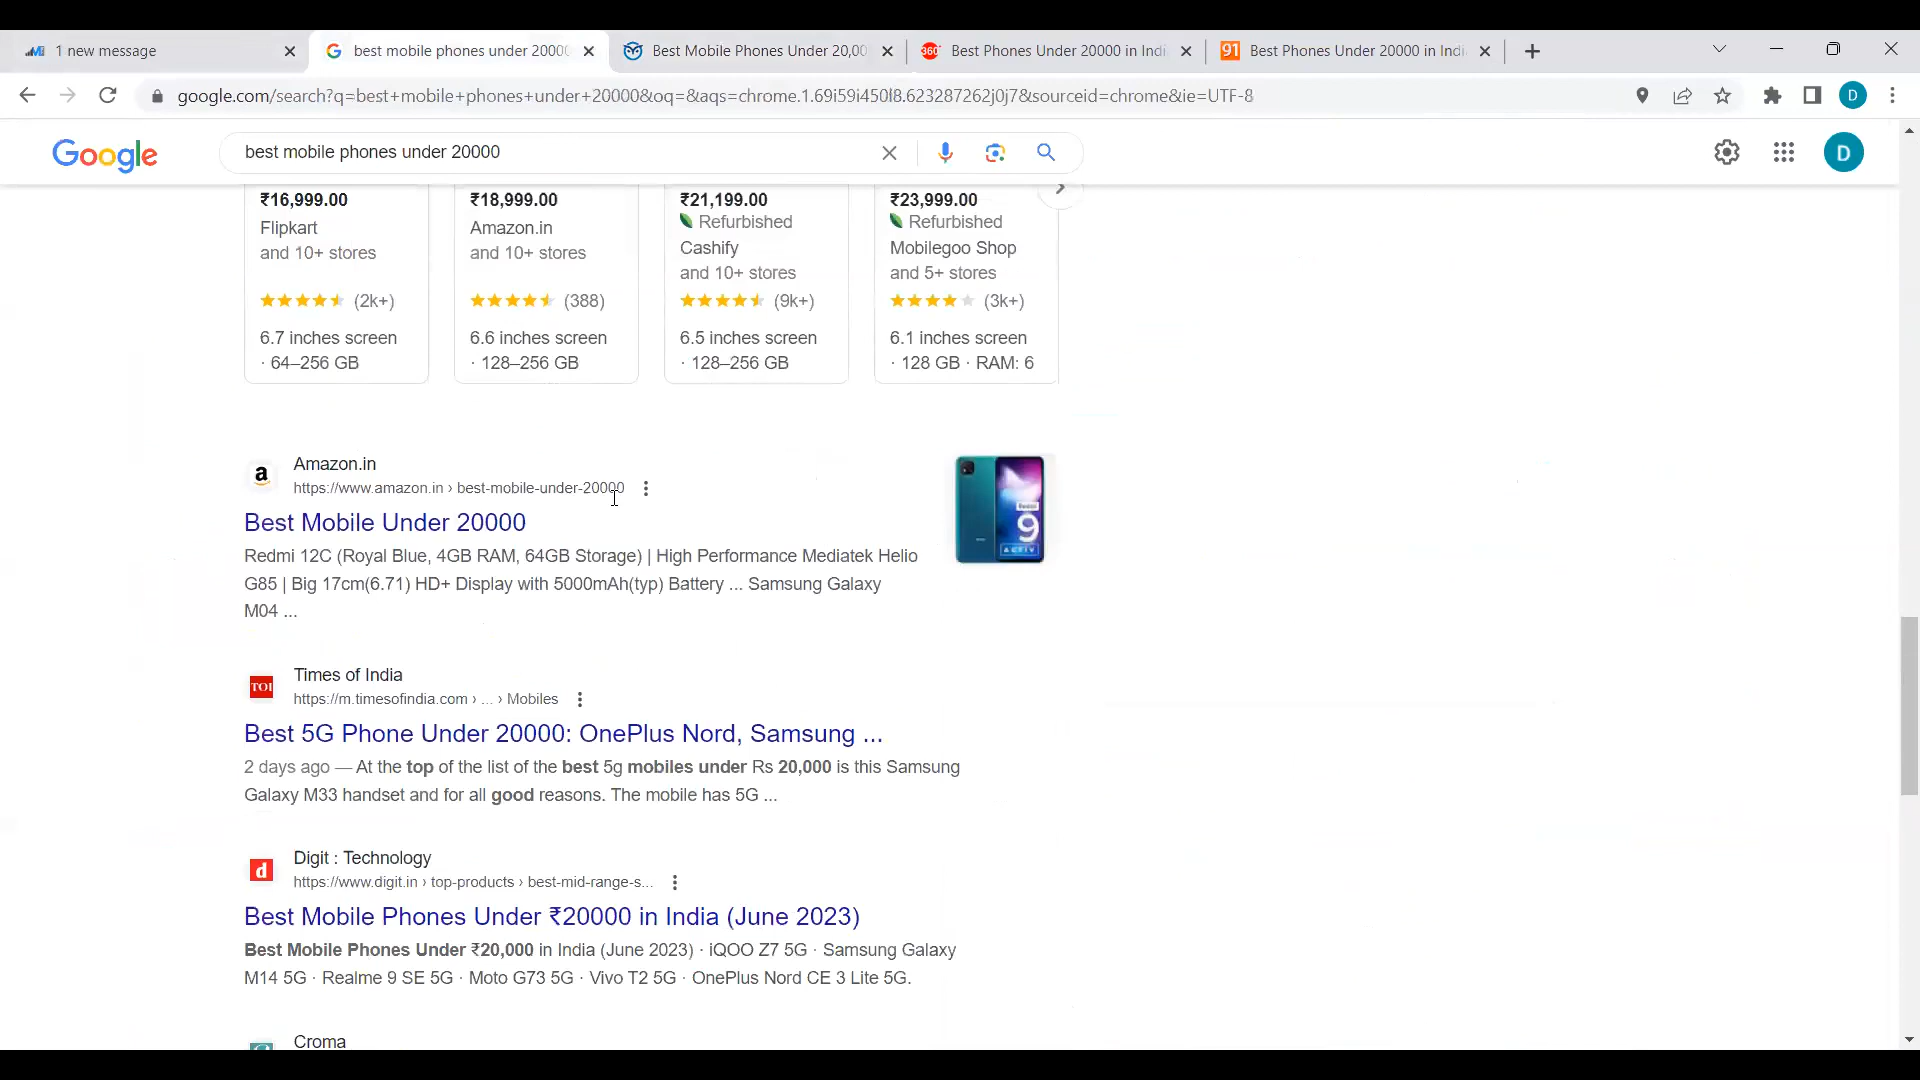 1 new message
best mobile phones under 2000
Best Mobile Phones Under 20,00
360
Best Phones Under 20000 in Indi
91
Best Phones Under 20000 in Indi
google.com/search?q=best+mobile+phones+under+20000&oq=&aqs=chrome.1.69i59i450l8.623287262j0j7&sourceid=chrome&ie=UTF-8
D
Google
best mobile phones under 20000
D
₹16,999.00
Flipkart
and 10+ stores
(2k+)
6.7 inches screen
· 64–256 GB
₹18,999.00
Amazon.in
and 10+ stores
(388)
6.6 inches screen
· 128–256 GB
₹21,199.00
Refurbished
Cashify
and 10+ stores
(9k+)
6.5 inches screen
· 128–256 GB
₹23,999.00
Refurbished
Mobilegoo Shop
and 5+ stores
(3k+)
6.1 inches screen
· 128 GB · RAM: 6
Amazon.in
https://www.amazon.in › best-mobile-under-20000
Best Mobile Under 20000
Redmi 12C (Royal Blue, 4GB RAM, 64GB Storage) | High Performance Mediatek Helio
G85 | Big 17cm(6.71) HD+ Display with 5000mAh(typ) Battery ... Samsung Galaxy
M04 ...
9
TOI
Times of India
https://m.timesofindia.com › ... › Mobiles
Best 5G Phone Under 20000: OnePlus Nord, Samsung ...
2 days ago — At the top of the list of the best 5g mobiles under Rs 20,000 is this Samsung
Galaxy M33 handset and for all good reasons. The mobile has 5G ...
d
Digit : Technology
https://www.digit.in › top-products › best-mid-range-s...
Best Mobile Phones Under ₹20000 in India (June 2023)
Best Mobile Phones Under ₹20,000 in India (June 2023) · iQOO Z7 5G · Samsung Galaxy
M14 5G · Realme 9 SE 5G · Moto G73 5G · Vivo T2 5G · OnePlus Nord CE 3 Lite 5G.
Croma